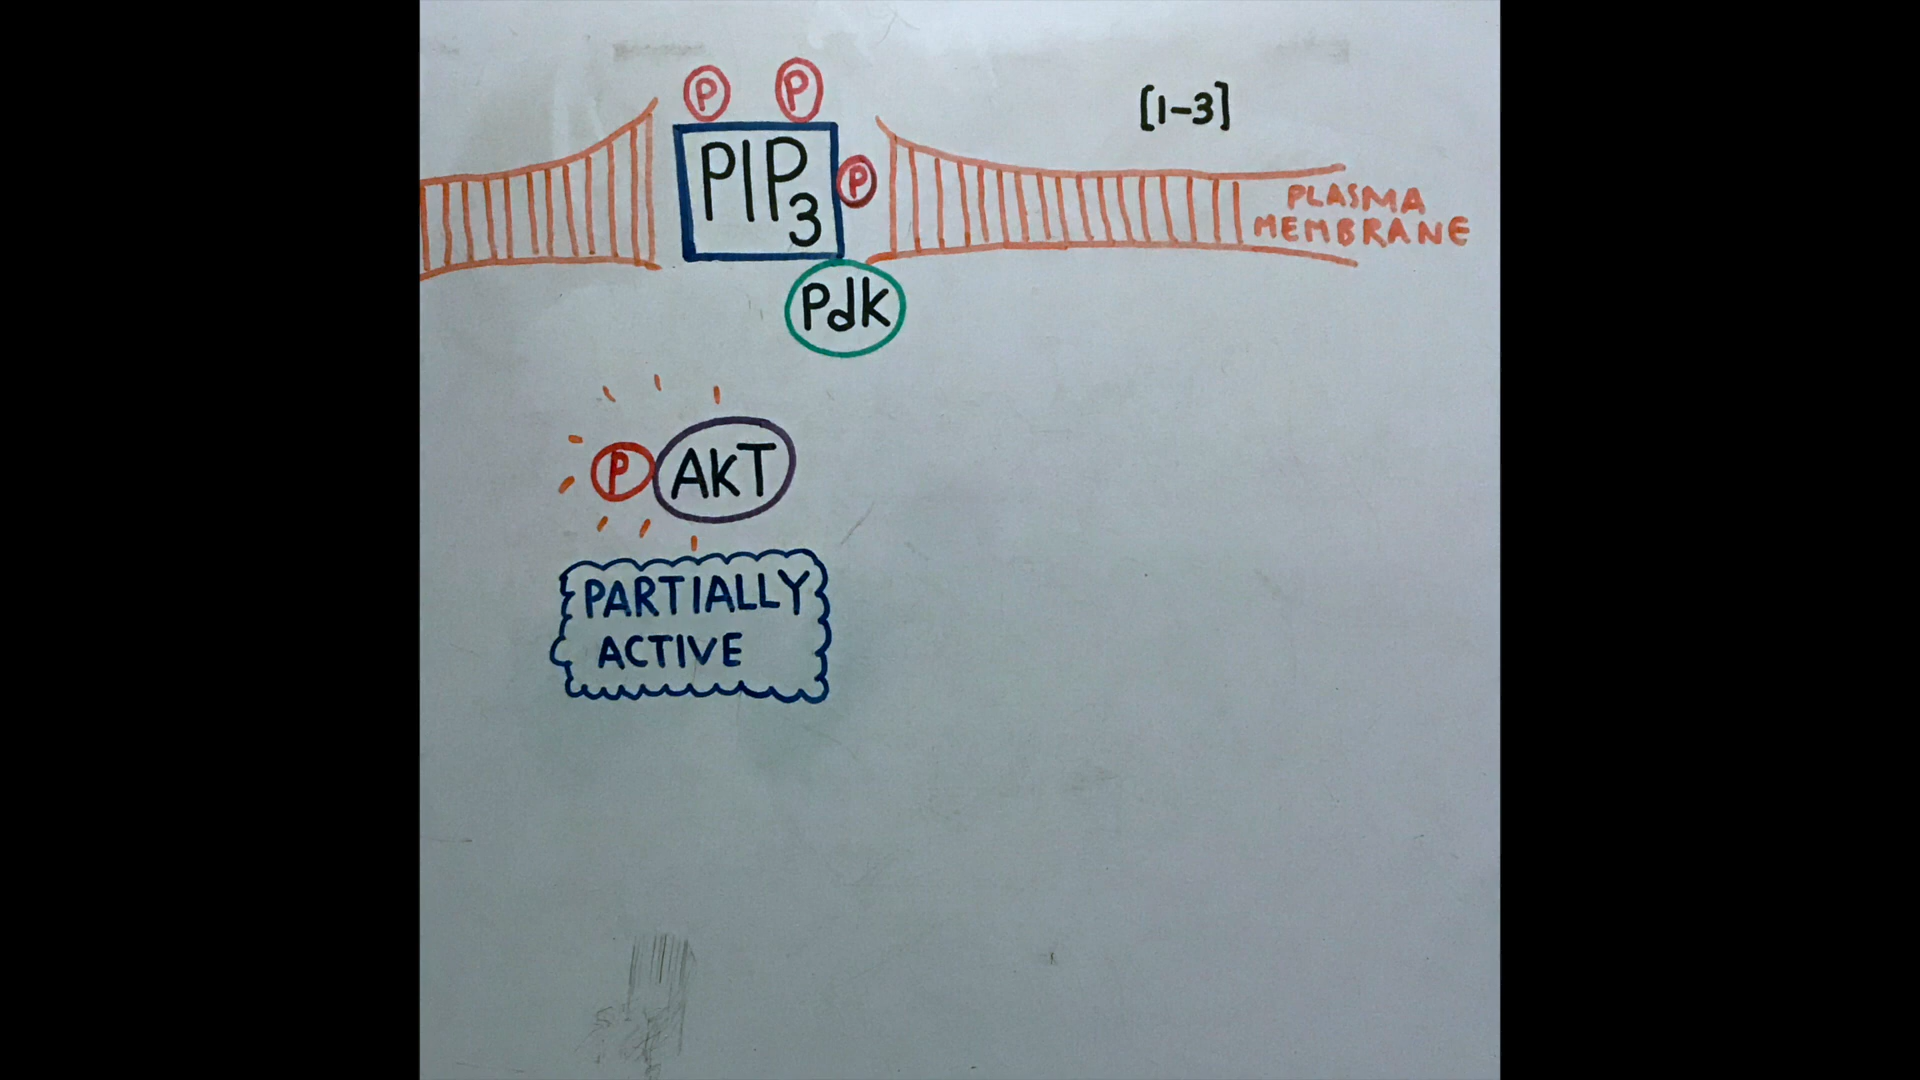 P P
[1-3]
PIP3
P
PLASMA
MEMBRANE
Pdk
P AKT
PARTIALLY
ACTIVE